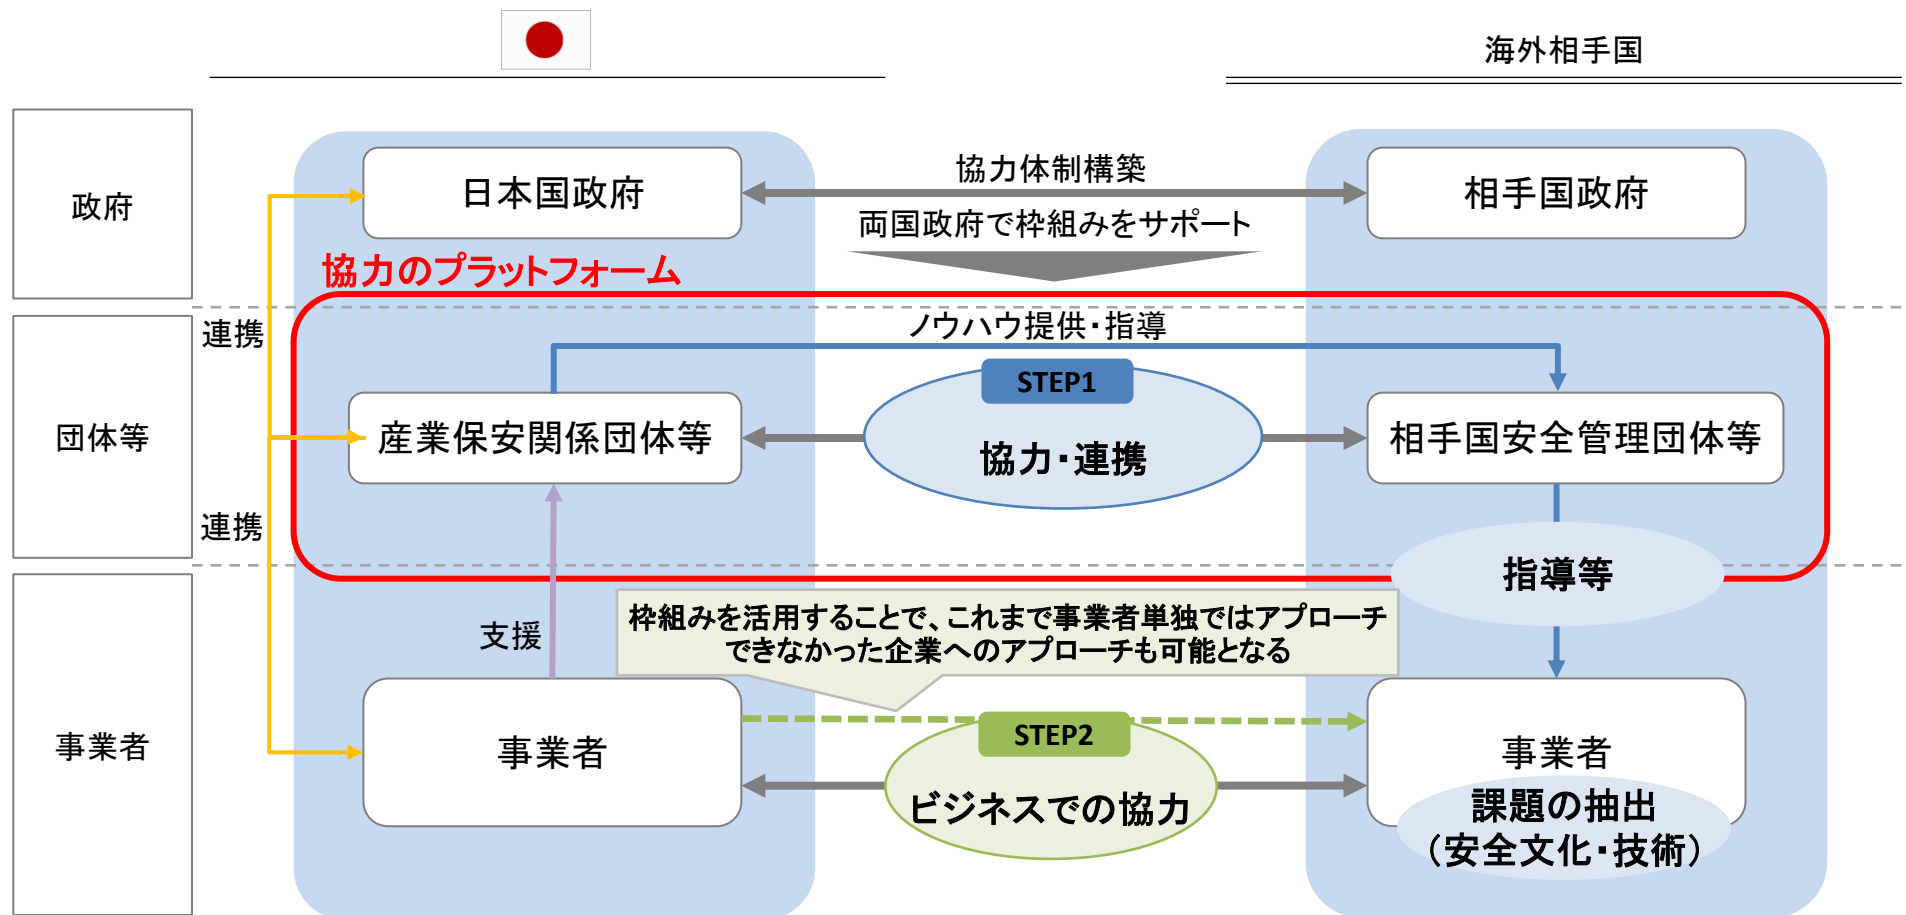 海外相手国
政府
日本国政府
協力体制構築
相手国政府
両国政府で枠組みをサポート
協力のプラットフォーム
連携
ノウハウ提供・指導
団体等
産業保安関係団体等
STEP1
協力・連携
相手国安全管理団体等
連携
指導等
支援
枠組みを活用することで、これまで事業者単独ではアプローチ
できなかった企業へのアプローチも可能となる
事業者
事業者
STEP2
ビジネスでの協力
事業者
課題の抽出
（安全文化・技術）